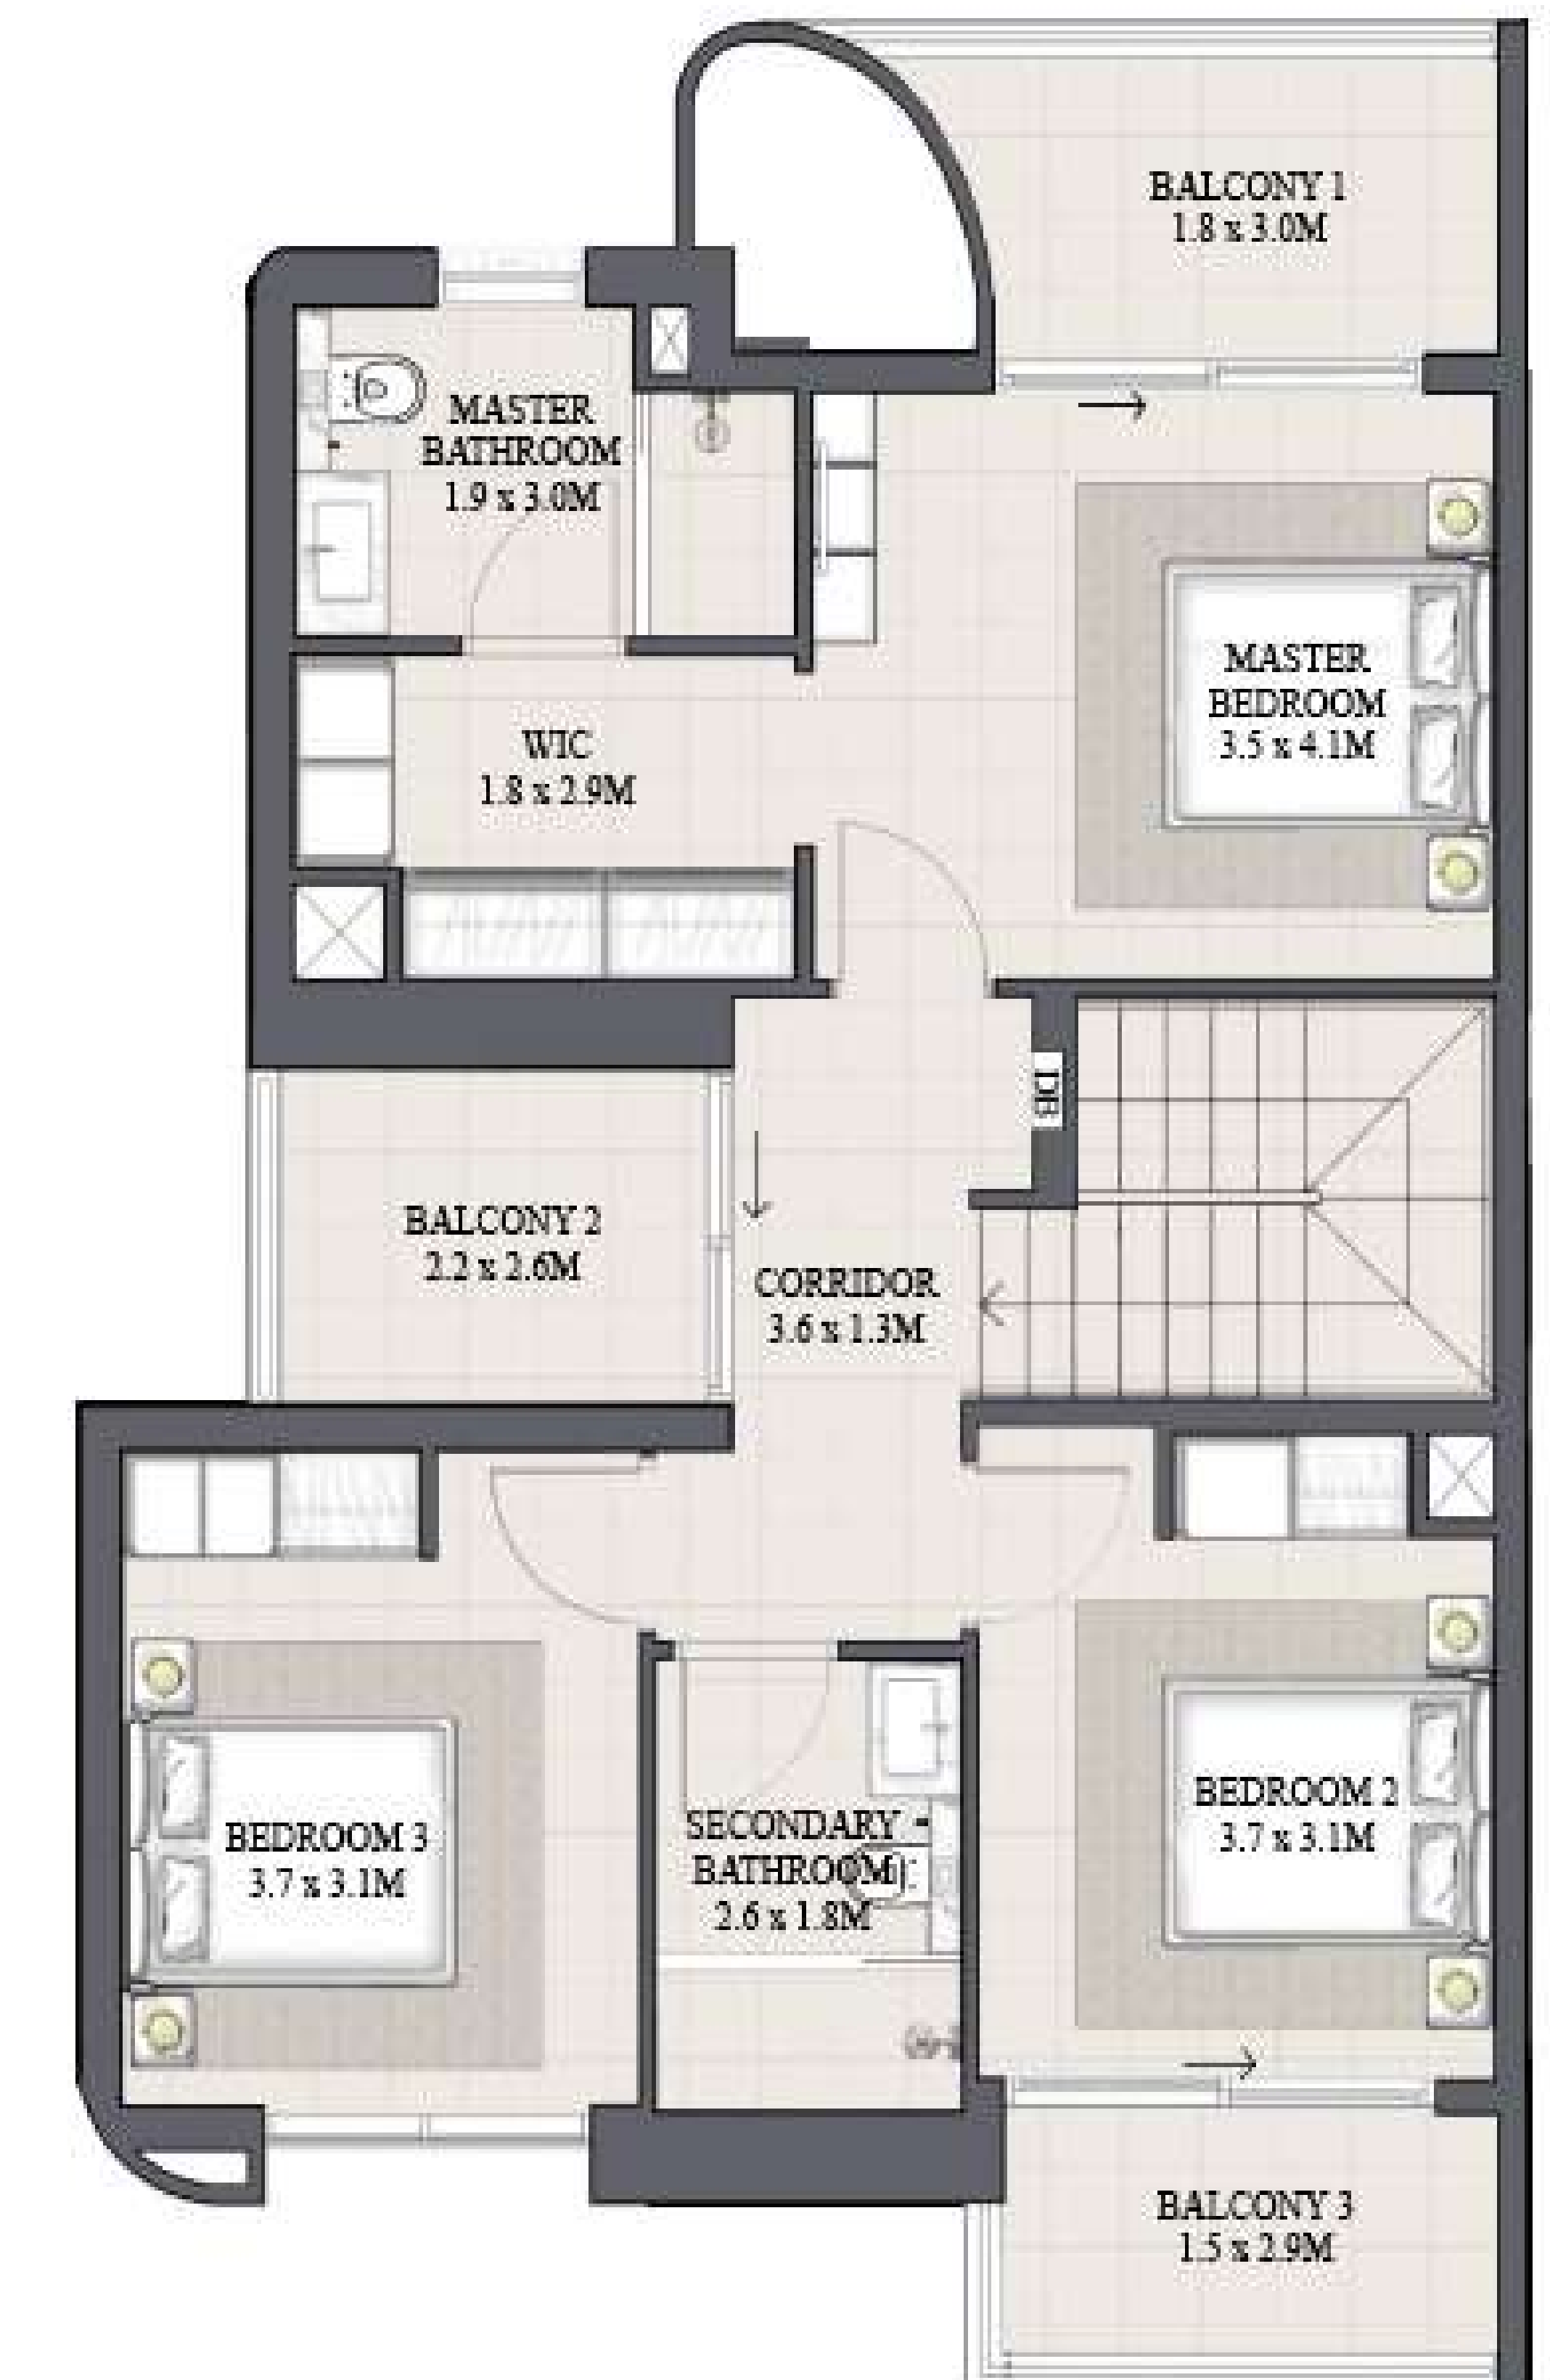 BALCONY 1
1.8 x 3.0M
MASTER
BATHROOM
1.9 x 3.0M
MASTER
BEDROOM
3.5 x 4.1M
WIC
1.8 x 2.9M
DB
BALCONY 2
2.2 x 2.6M
CORRIDOR
3.6 x 1.3M
BEDROOM 3
3.7 x 3.1M
SECONDARY
BATHROOM
2.6 x 1.8M
BEDROOM 2
3.7 x 3.1M
BALCONY 3
1.5 x 2.9M